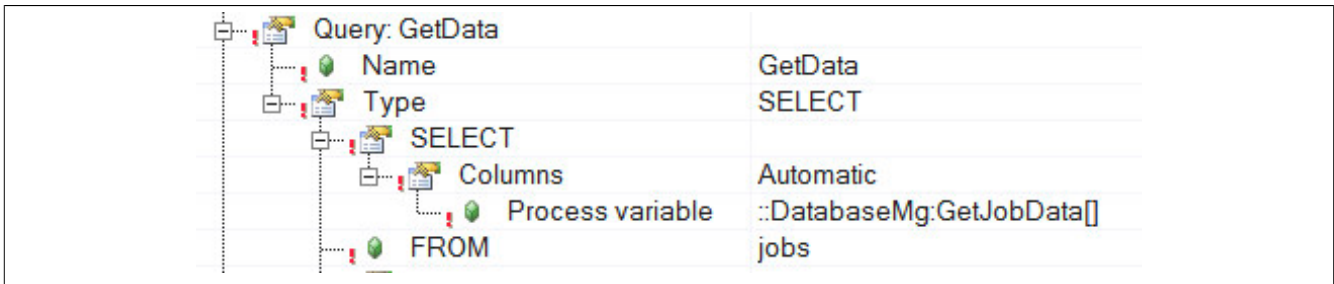 Query: GetData
Name GetData
Type SELECT
SELECT
Columns Automatic
Process variable ::DatabaseMg:GetJobData[]
FROM jobs